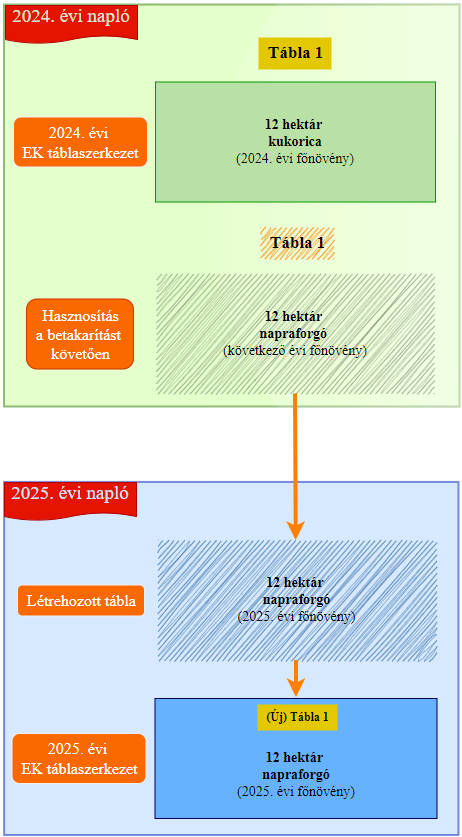 2024. évi napló
Tábla 1
2024. évi
EK táblaszerkezet
12 hektár
kukorica
(2024. évi főnövény)
Tábla 1
Hasznosítás
a betakarítást
követően
12 hektár
napraforgó
(következő évi főnövény)
2025. évi napló
Létrehozott tábla
12 hektár
napraforgó
(2025. évi főnövény)
(Új) Tábla 1
2025. évi
EK táblaszerkezet
12 hektár
napraforgó
(2025. évi főnövény)